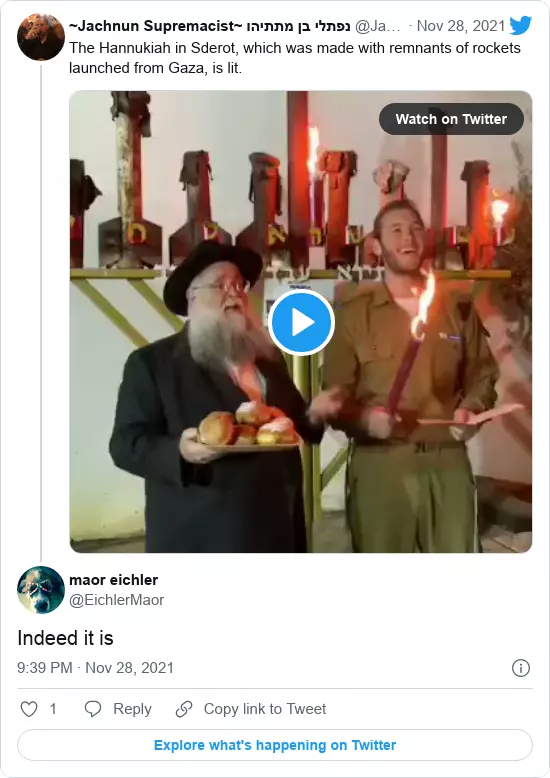 ~Jachnun Supremacist~ נפתלי בן מתתיהו @Ja… · Nov 28, 2021
The Hannukiah in Sderot, which was made with remnants of rockets
launched from Gaza, is lit.
Watch on Twitter
maor eichler
@EichlerMaor
Indeed it is
9:39 PM · Nov 28, 2021
1 Reply Copy link to Tweet
Explore what's happening on Twitter